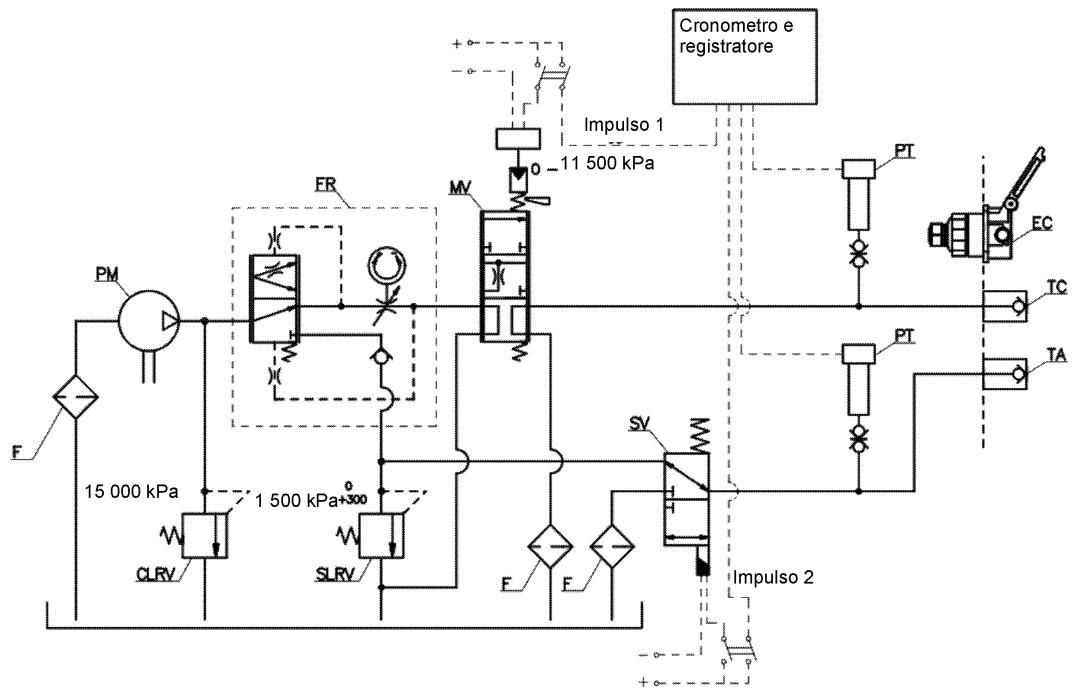 Cronometro e
registratore
+
−
Impulso 1
0 – 11 500 kPa
PT
FR
MV
EC
PM
TC
PT
TA
F
SV
15 000 kPa
1 500 kPa 0
+300
CLRV
SLRV
F
F
Impulso 2
−
+